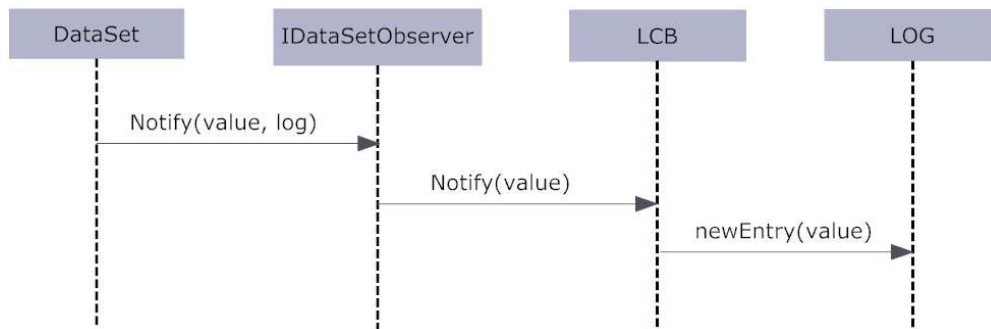 DataSet
IDataSetObserver
LCB
LOG
Notify(value, log)
Notify(value)
newEntry(value)